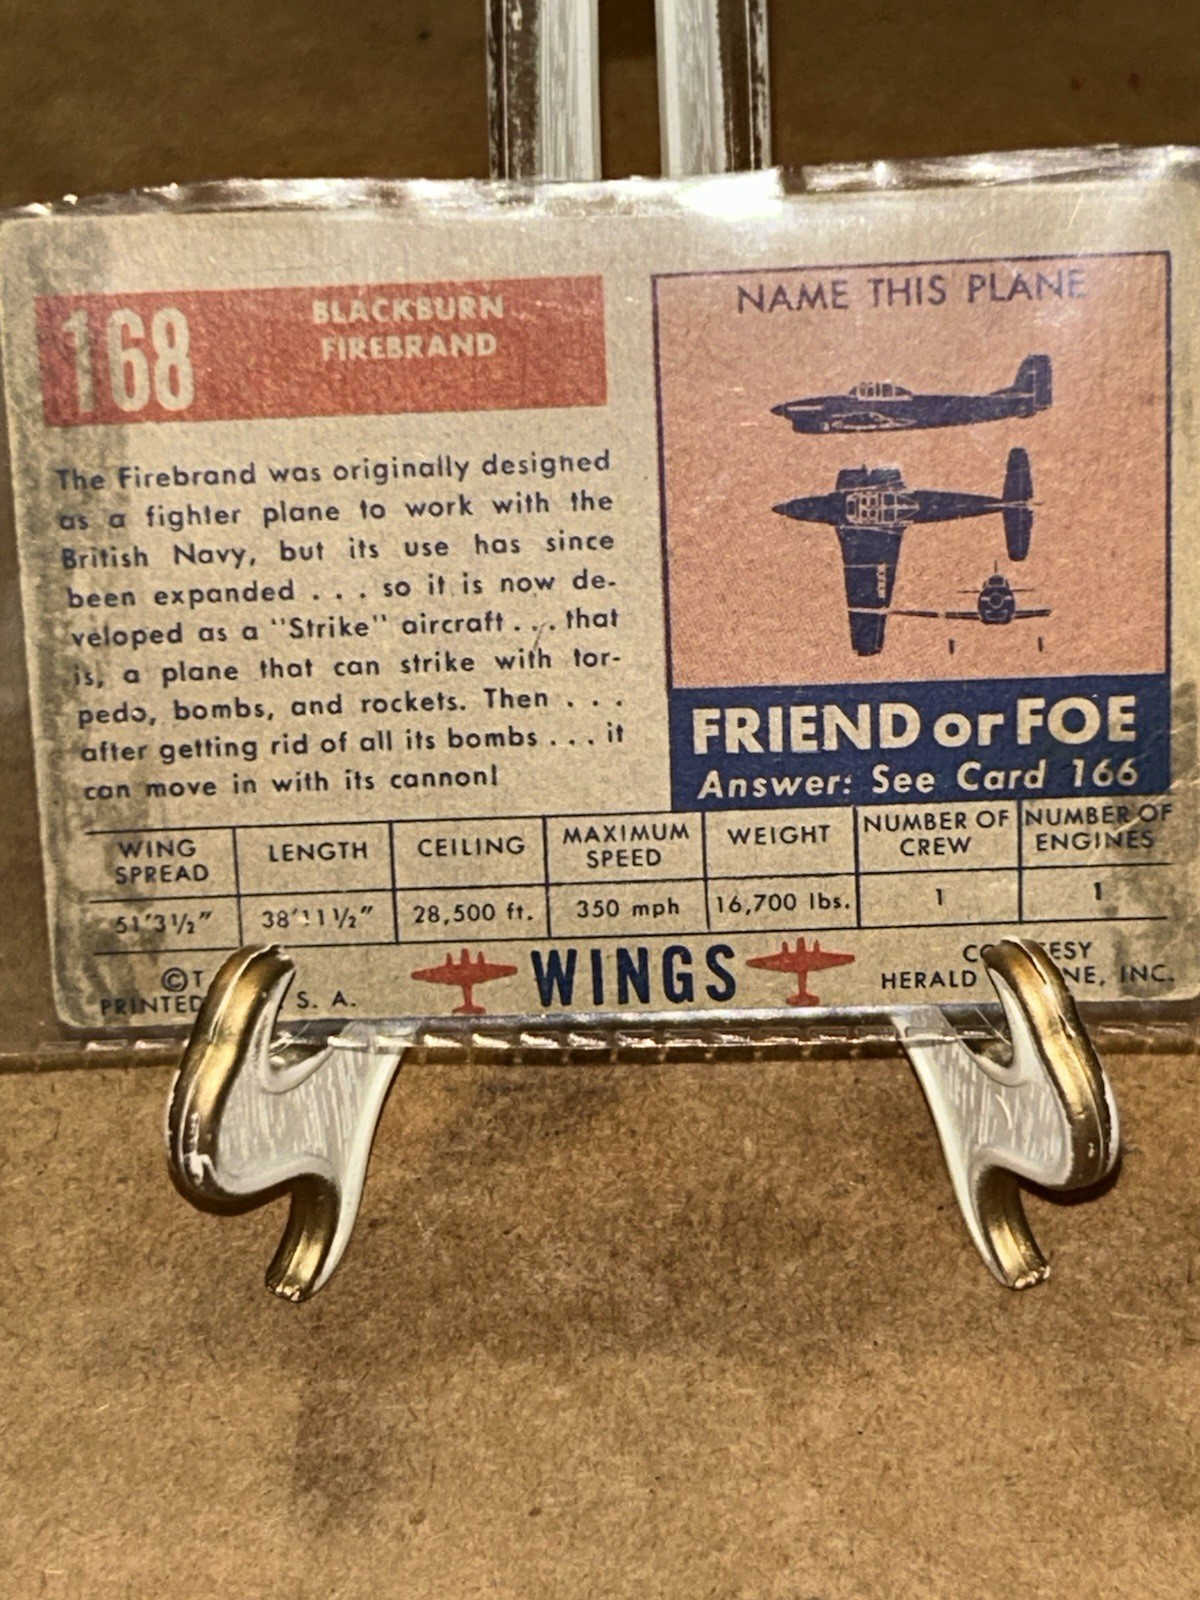 168
BLACKBURN
FIREBRAND
The Firebrand was originally designed
as a fighter plane to work with the
British Navy, but its use has since
been expanded . . . so it is now de-
veloped as a "Strike" aircraft . . . that
is, a plane that can strike with tor-
pedo, bombs, and rockets. Then . . .
after getting rid of all its bombs . . . it
can move in with its cannon!
NAME THIS PLANE
FRIEND or FOE
Answer: See Card 166
WING SPREAD LENGTH CEILING MAXIMUM SPEED WEIGHT NUMBER OF CREW NUMBER OF ENGINES
51'3½" 38'11½" 28,500 ft. 350 mph 16,700 lbs. 1 1
©T
PRINTED S. A.
WINGS
HERALD INC.